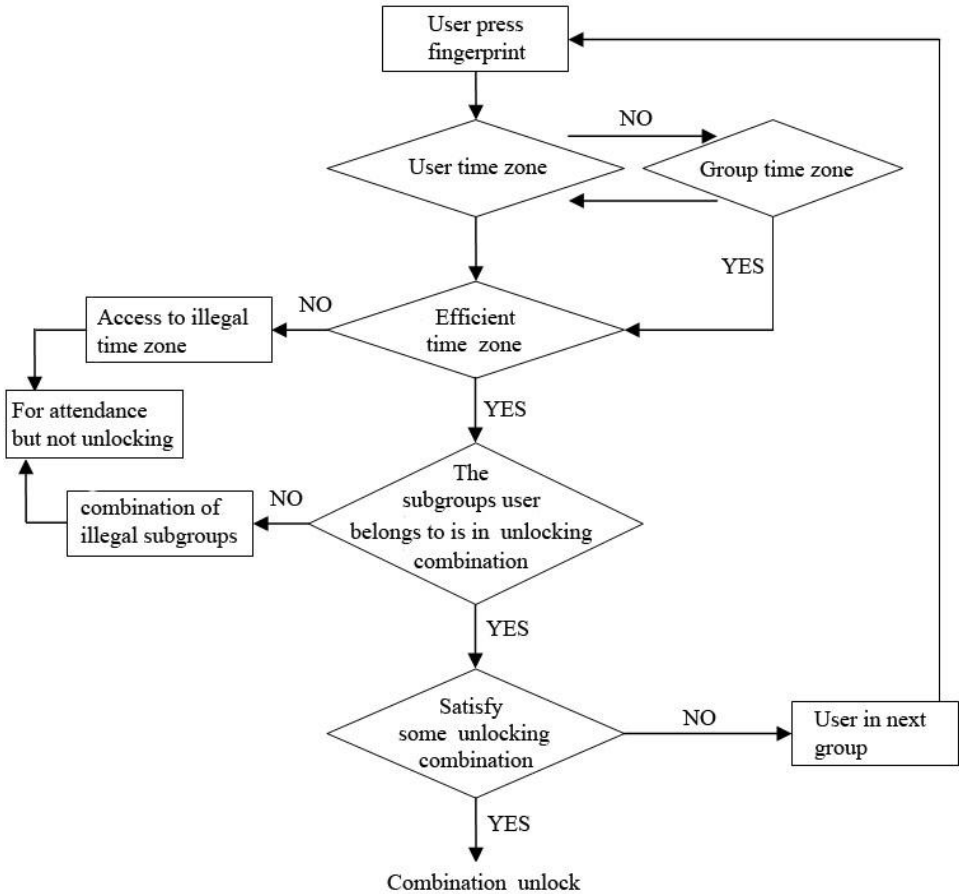 User press
fingerprint
NO
User time zone
Group time zone
YES
NO
Access to illegal
time zone
Efficient
time zone
YES
For attendance
but not unlocking
The
subgroups user
belongs to is in unlocking
combination
NO
combination of
illegal subgroups
YES
Satisfy
some unlocking
combination
NO
User in next
group
YES
Combination unlock